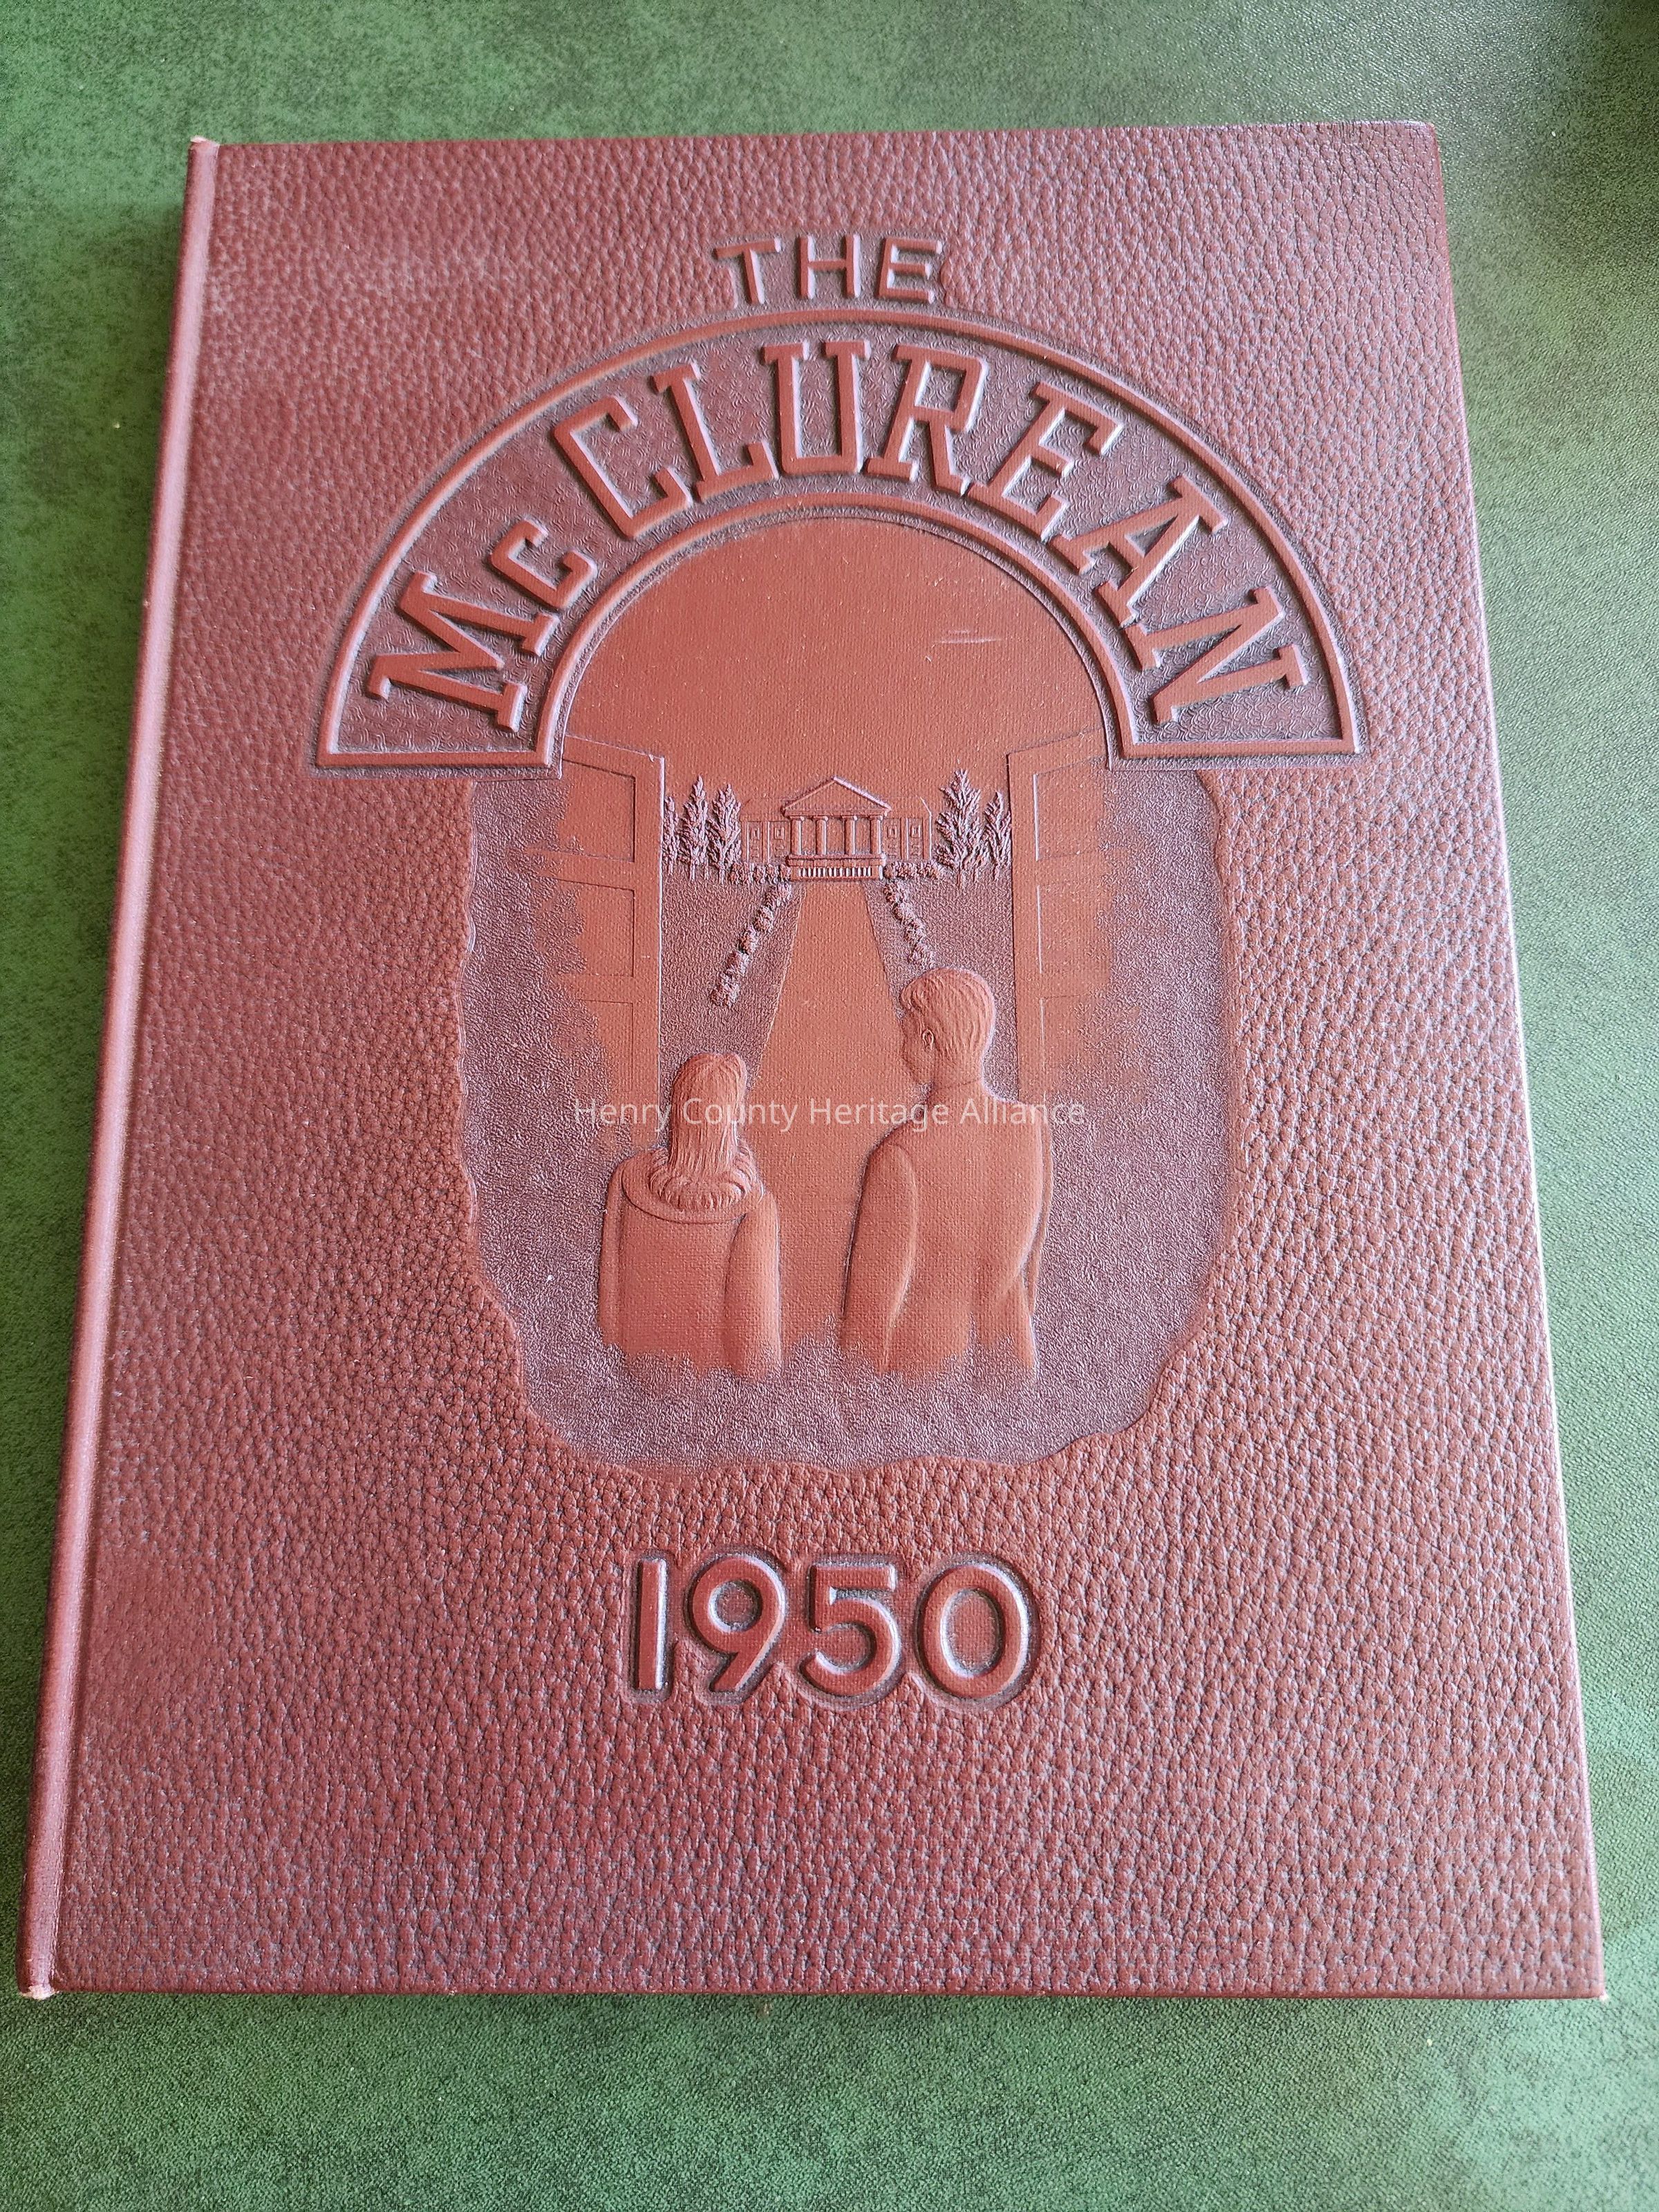 THE
McCLUREAN
Henry County Heritage Alliance
1950